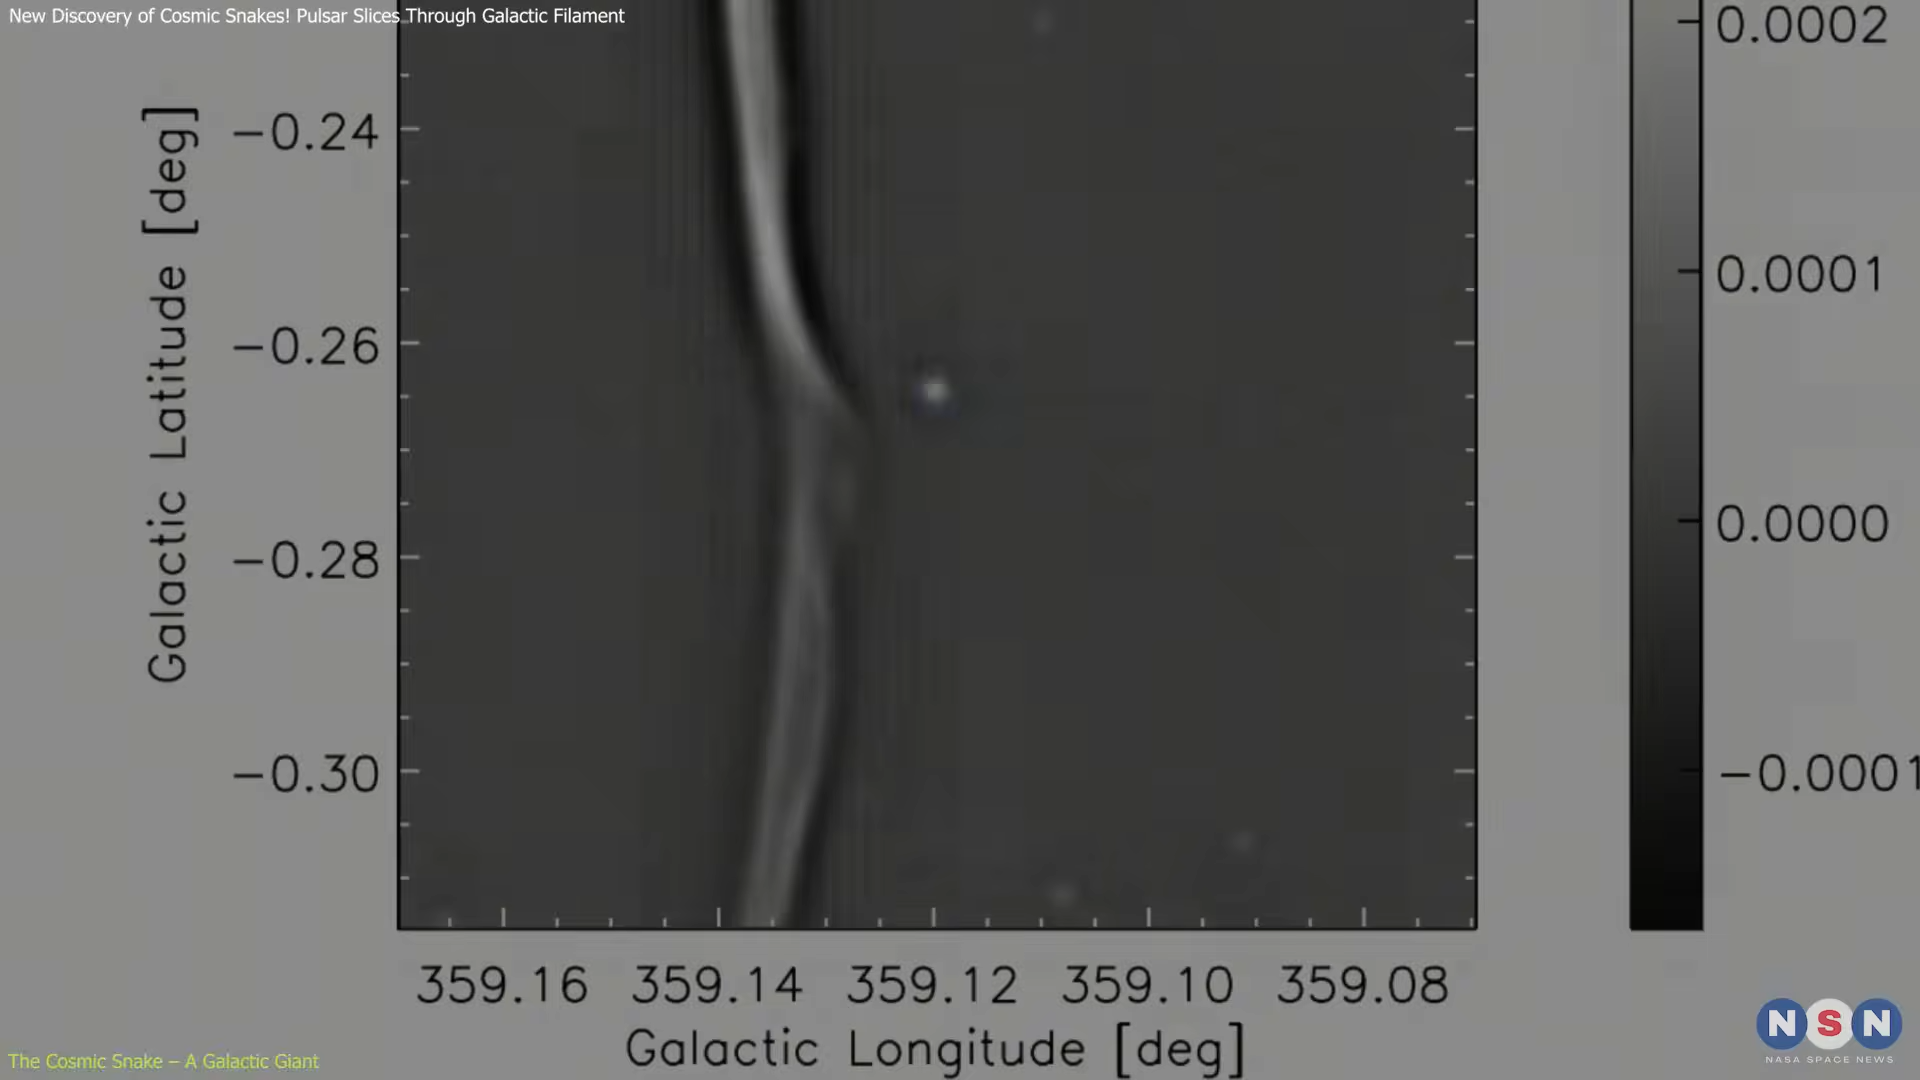 New Discovery of Cosmic Snakes! Pulsar Slices Through Galactic Filament
Galactic Latitude [deg]
−0.24
−0.26
−0.28
−0.30
359.16 359.14 359.12 359.10 359.08
Galactic Longitude [deg]
0.0002
0.0001
0.0000
−0.0001
The Cosmic Snake – A Galactic Giant
NSN
NASA SPACE NEWS